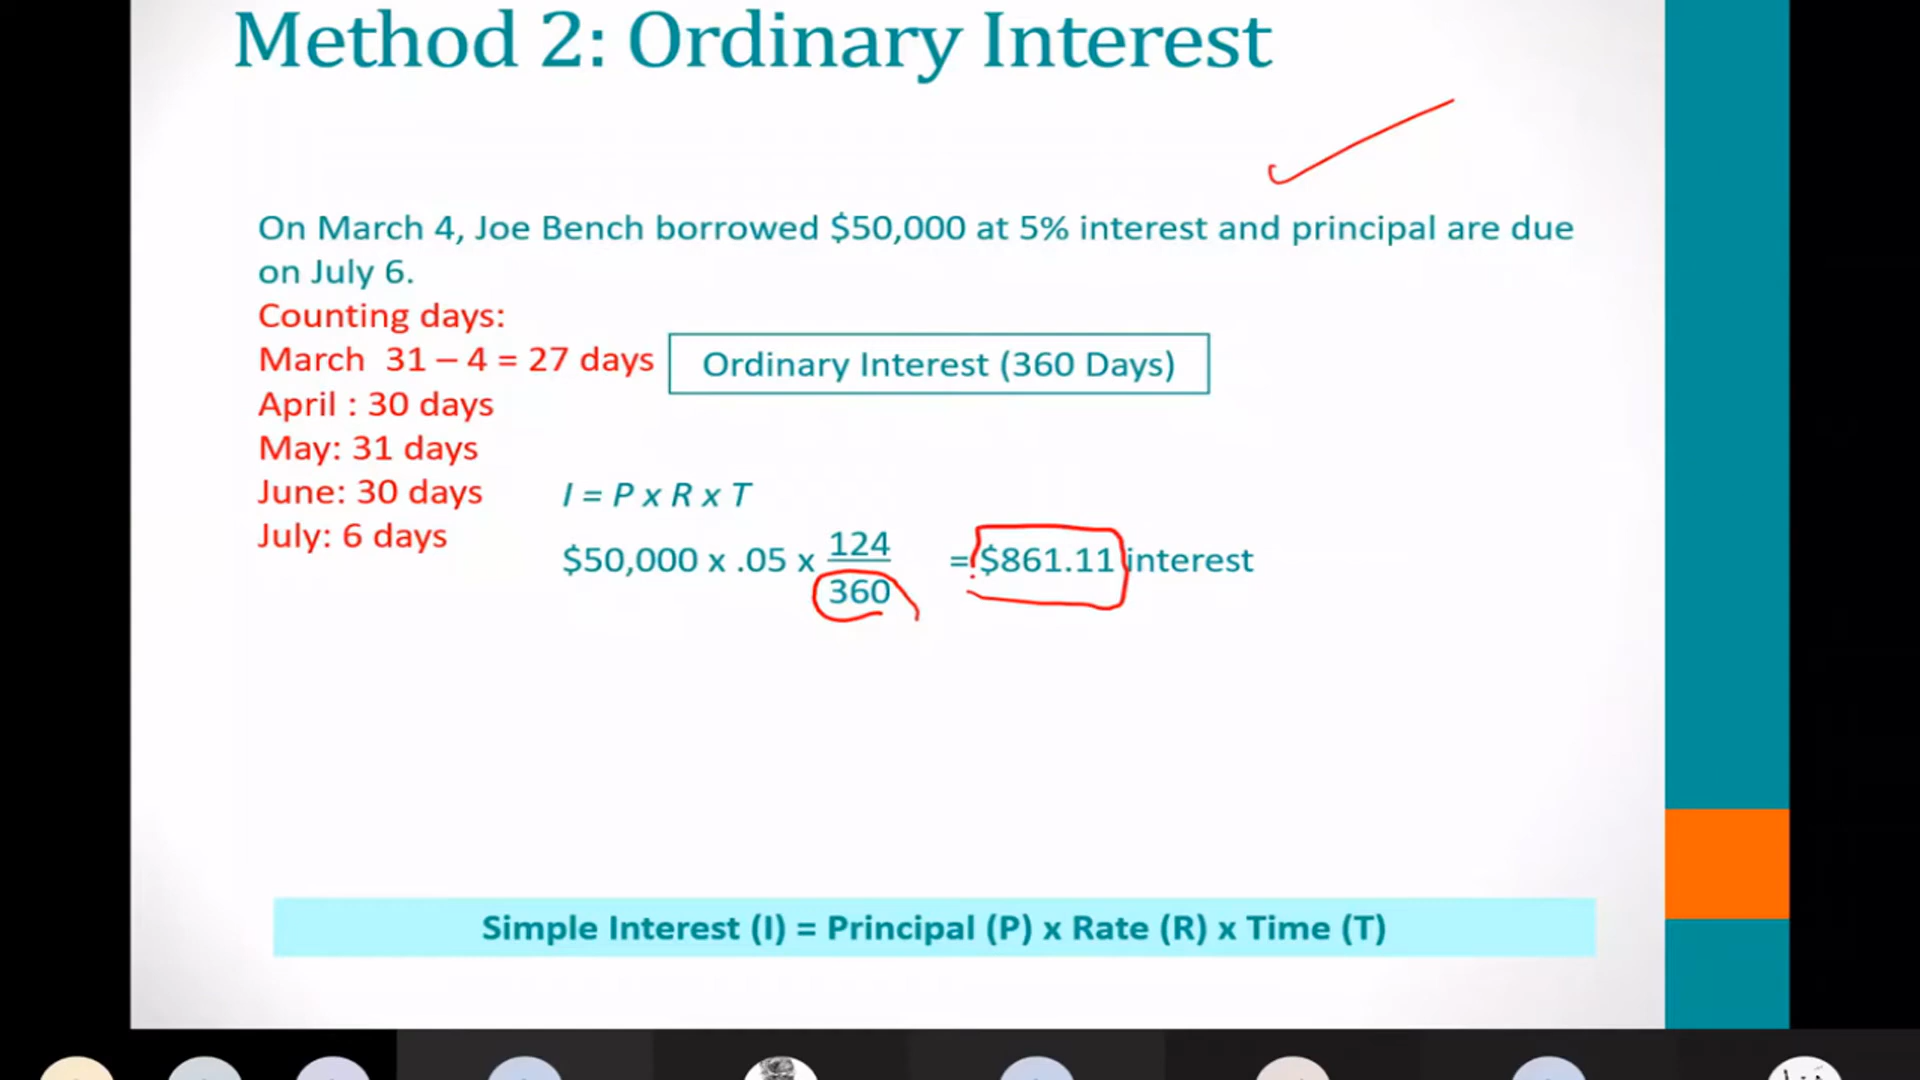 Method 2: Ordinary Interest
On March 4, Joe Bench borrowed $50,000 at 5% interest and principal are due
on July 6.
Counting days:
March 31 – 4 = 27 days
Ordinary Interest (360 Days)
April : 30 days
May: 31 days
June: 30 days
July: 6 days
I = P x R x T
$50,000 x .05 x 124/360 = $861.11 interest
Simple Interest (I) = Principal (P) x Rate (R) x Time (T)